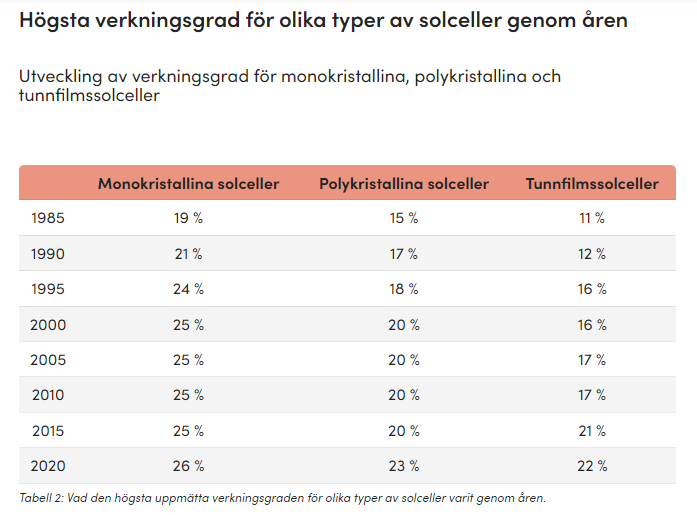 Högsta verkningsgrad för olika typer av solceller genom åren
Utveckling av verkningsgrad för monokristallina, polykristallina och
tunnfilmssolceller
Monokristallina solceller Polykristallina solceller Tunnfilmssolceller
1985 19 % 15 % 11 %
1990 21 % 17 % 12 %
1995 24 % 18 % 16 %
2000 25 % 20 % 16 %
2005 25 % 20 % 17 %
2010 25 % 20 % 17 %
2015 25 % 20 % 21 %
2020 26 % 23 % 22 %
Tabell 2: Vad den högsta uppmätta verkningsgraden för olika typer av solceller varit genom åren.